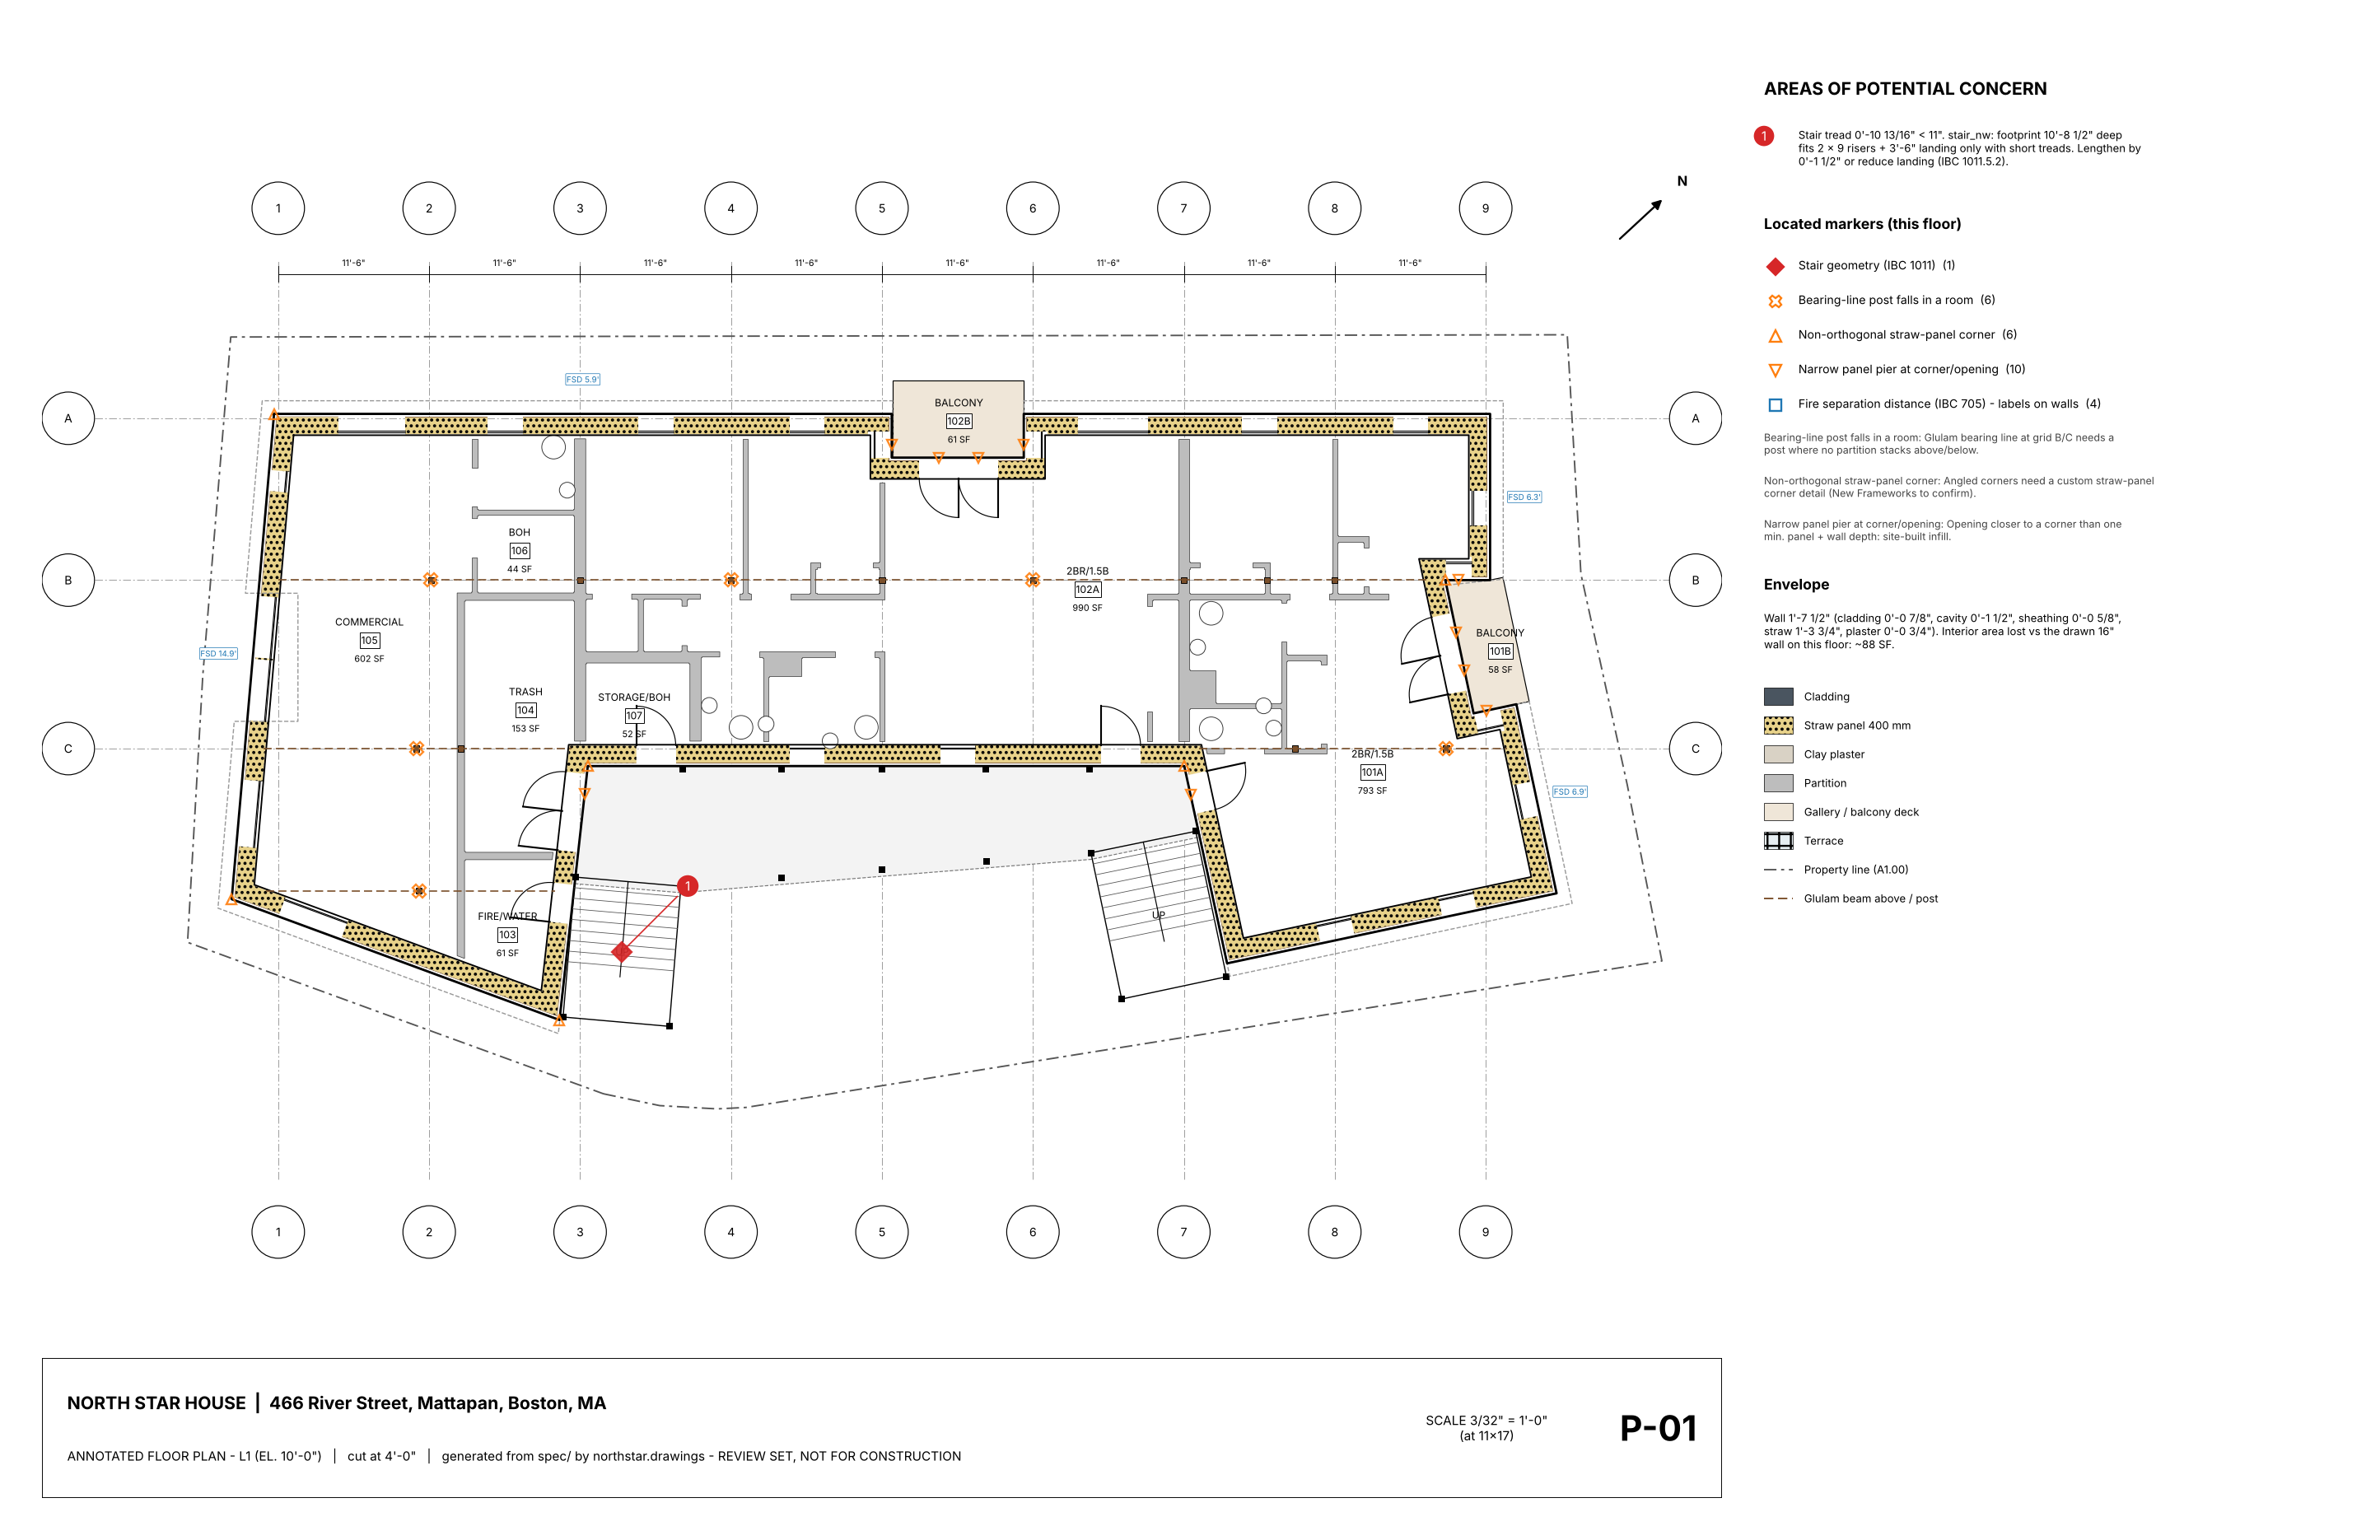 AREAS OF POTENTIAL CONCERN
1
Stair tread 0'-10 13/16" < 11". stair_nw: footprint 10'-8 1/2" deep
fits 2 × 9 risers + 3'-6" landing only with short treads. Lengthen by
0'-1 1/2" or reduce landing (IBC 1011.5.2).
N
1 2 3 4 5 6 7 8 9
11'-6" 11'-6" 11'-6" 11'-6" 11'-6" 11'-6" 11'-6" 11'-6"
FSD 5.9'
A
A
BALCONY
102B
61 SF
FSD 6.3'
BOH
106
44 SF
B
B
2BR/1.5B
102A
990 SF
COMMERCIAL
105
602 SF
FSD 14.9'
BALCONY
101B
58 SF
TRASH
104
153 SF
STORAGE/BOH
107
52 SF
C
C
2BR/1.5B
101A
793 SF
FSD 6.9'
1
FIRE/WATER
103
61 SF
UP
1 2 3 4 5 6 7 8 9
Located markers (this floor)
Stair geometry (IBC 1011) (1)
Bearing-line post falls in a room (6)
Non-orthogonal straw-panel corner (6)
Narrow panel pier at corner/opening (10)
Fire separation distance (IBC 705) - labels on walls (4)
Bearing-line post falls in a room: Glulam bearing line at grid B/C needs a
post where no partition stacks above/below.
Non-orthogonal straw-panel corner: Angled corners need a custom straw-panel
corner detail (New Frameworks to confirm).
Narrow panel pier at corner/opening: Opening closer to a corner than one
min. panel + wall depth: site-built infill.
Envelope
Wall 1'-7 1/2" (cladding 0'-0 7/8", cavity 0'-1 1/2", sheathing 0'-0 5/8",
straw 1'-3 3/4", plaster 0'-0 3/4"). Interior area lost vs the drawn 16"
wall on this floor: ~88 SF.
Cladding
Straw panel 400 mm
Clay plaster
Partition
Gallery / balcony deck
Terrace
Property line (A1.00)
Glulam beam above / post
NORTH STAR HOUSE | 466 River Street, Mattapan, Boston, MA
ANNOTATED FLOOR PLAN - L1 (EL. 10'-0") | cut at 4'-0" | generated from spec/ by northstar.drawings - REVIEW SET, NOT FOR CONSTRUCTION
SCALE 3/32" = 1'-0"
(at 11×17)
P-01